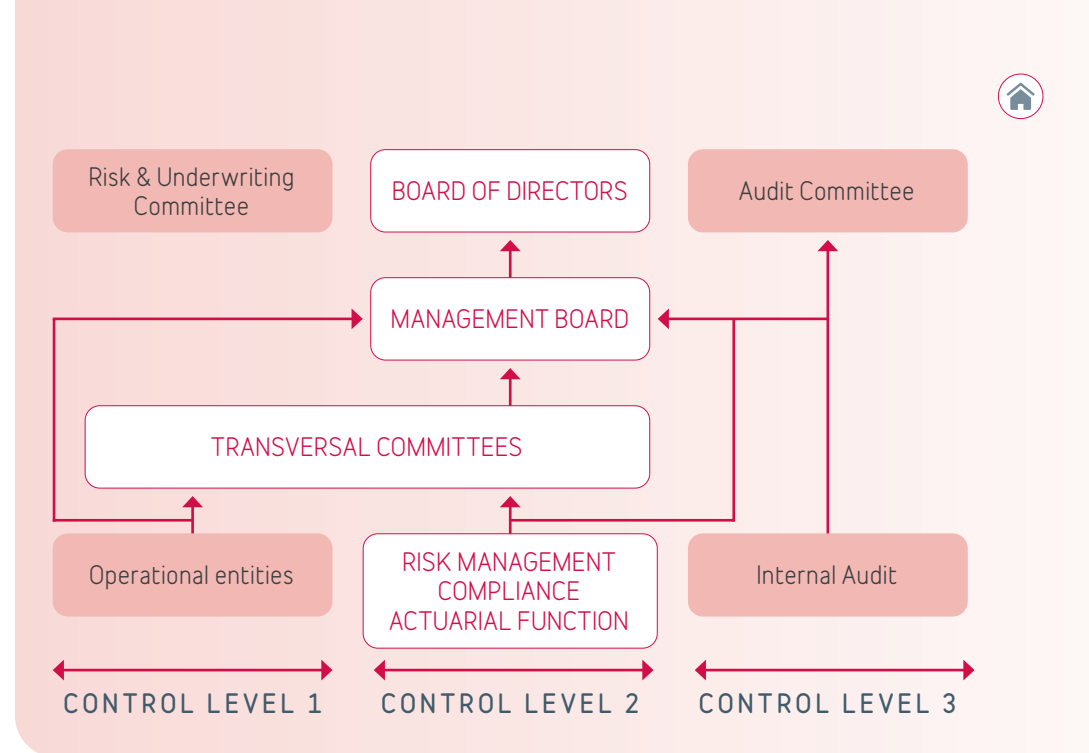 Risk & Underwriting
Committee
BOARD OF DIRECTORS
Audit Committee
MANAGEMENT BOARD
TRANSVERSAL COMMITTEES
Operational entities
RISK MANAGEMENT
COMPLIANCE
ACTUARIAL FUNCTION
Internal Audit
CONTROL LEVEL 1
CONTROL LEVEL 2
CONTROL LEVEL 3